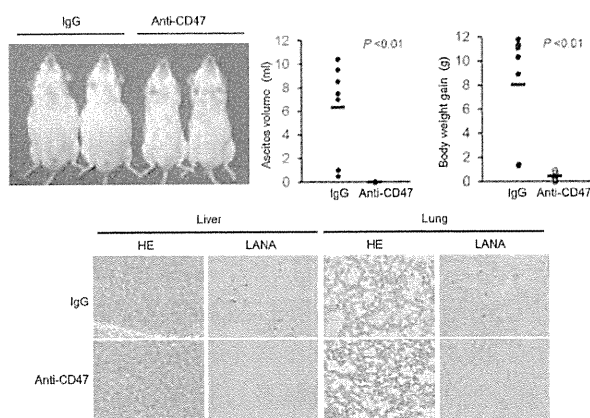 IgG Anti-CD47
Ascites volume (ml)
12
10
8
6
4
2
0
P <0.01
IgG Anti-CD47
Body weight gain (g)
12
10
8
6
4
2
0
P <0.01
IgG Anti-CD47
Liver Lung
HE LANA HE LANA
IgG
Anti-CD47